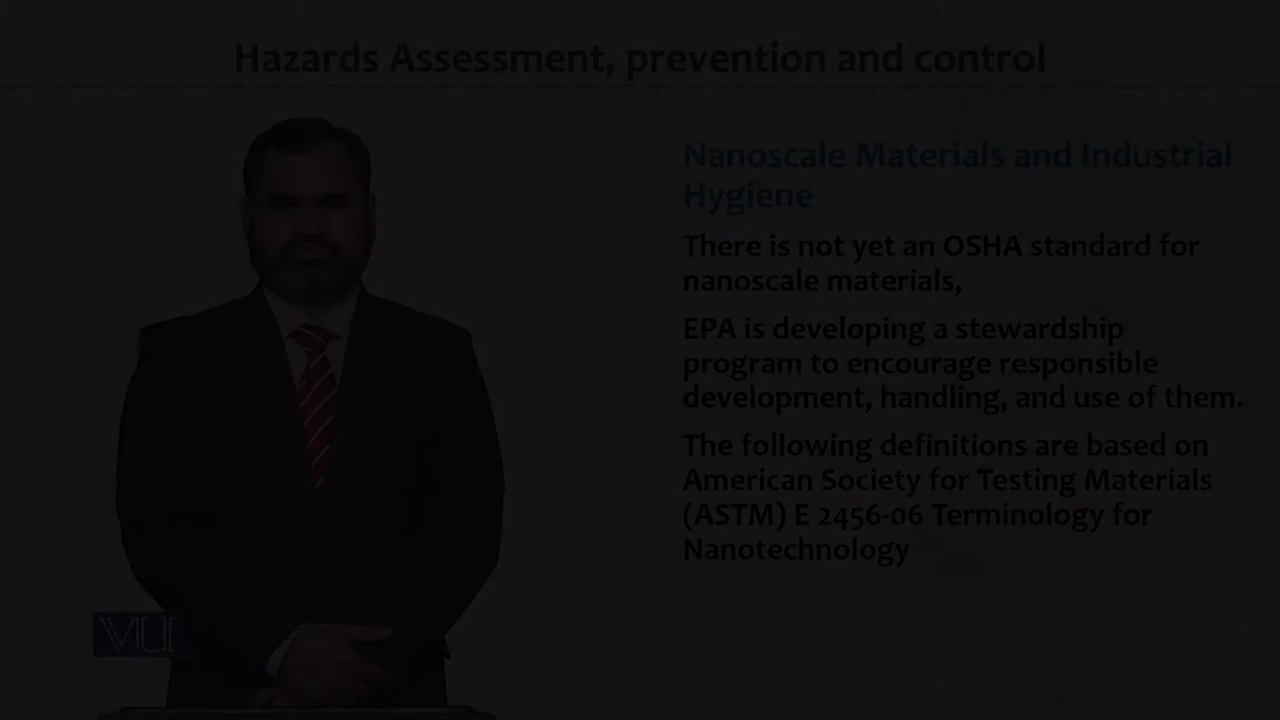 Hazards Assessment, prevention and control
Nanoscale Materials and Industrial
Hygiene
There is not yet an OSHA standard for
nanoscale materials,
EPA is developing a stewardship
program to encourage responsible
development, handling, and use of them.
The following definitions are based on
American Society for Testing Materials
(ASTM) E 2456-06 Terminology for
Nanotechnology
VU